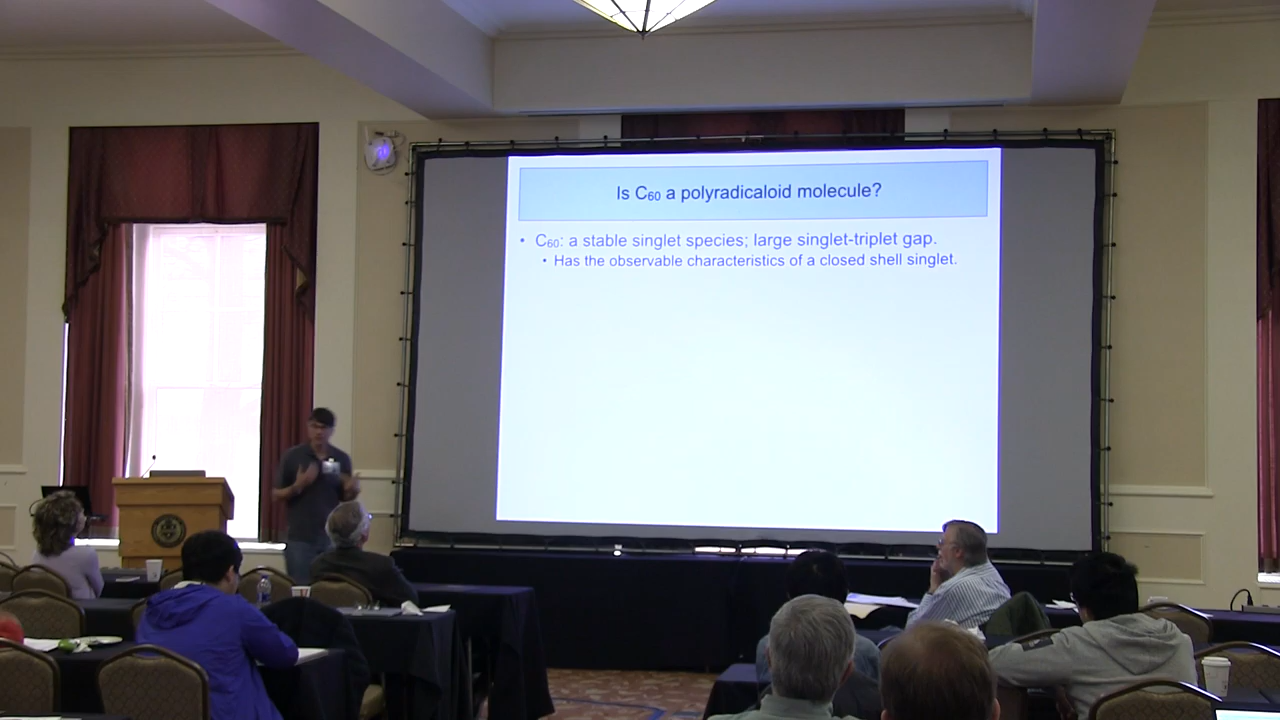 Is C₆₀ a polyradicaloid molecule?
• C₆₀: a stable singlet species; large singlet-triplet gap.
• Has the observable characteristics of a closed shell singlet.